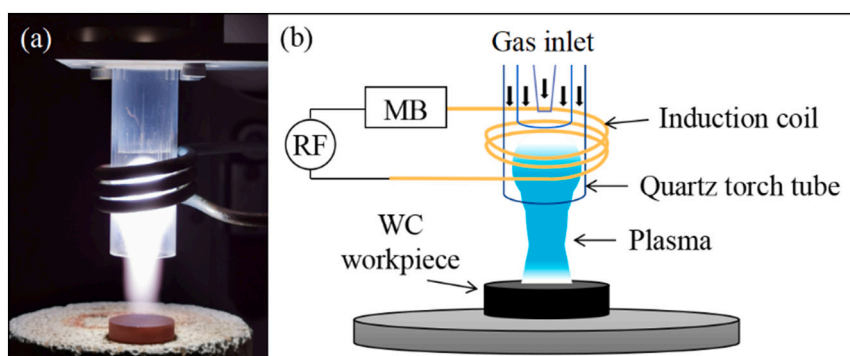 (a)
(b)
Gas inlet
MB
RF
Induction coil
Quartz torch tube
WC
workpiece
Plasma